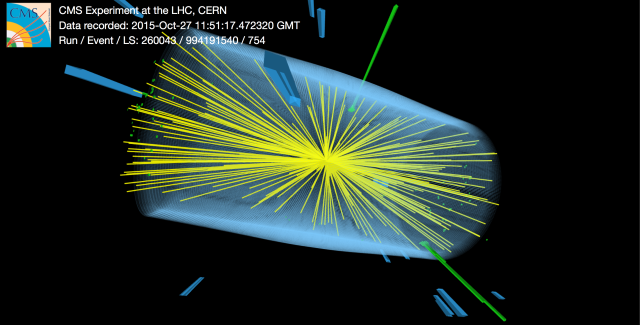 CMS
CMS Experiment at the LHC, CERN
Data recorded: 2015-Oct-27 11:51:17.472320 GMT
Run / Event / LS: 260043 / 994191540 / 754